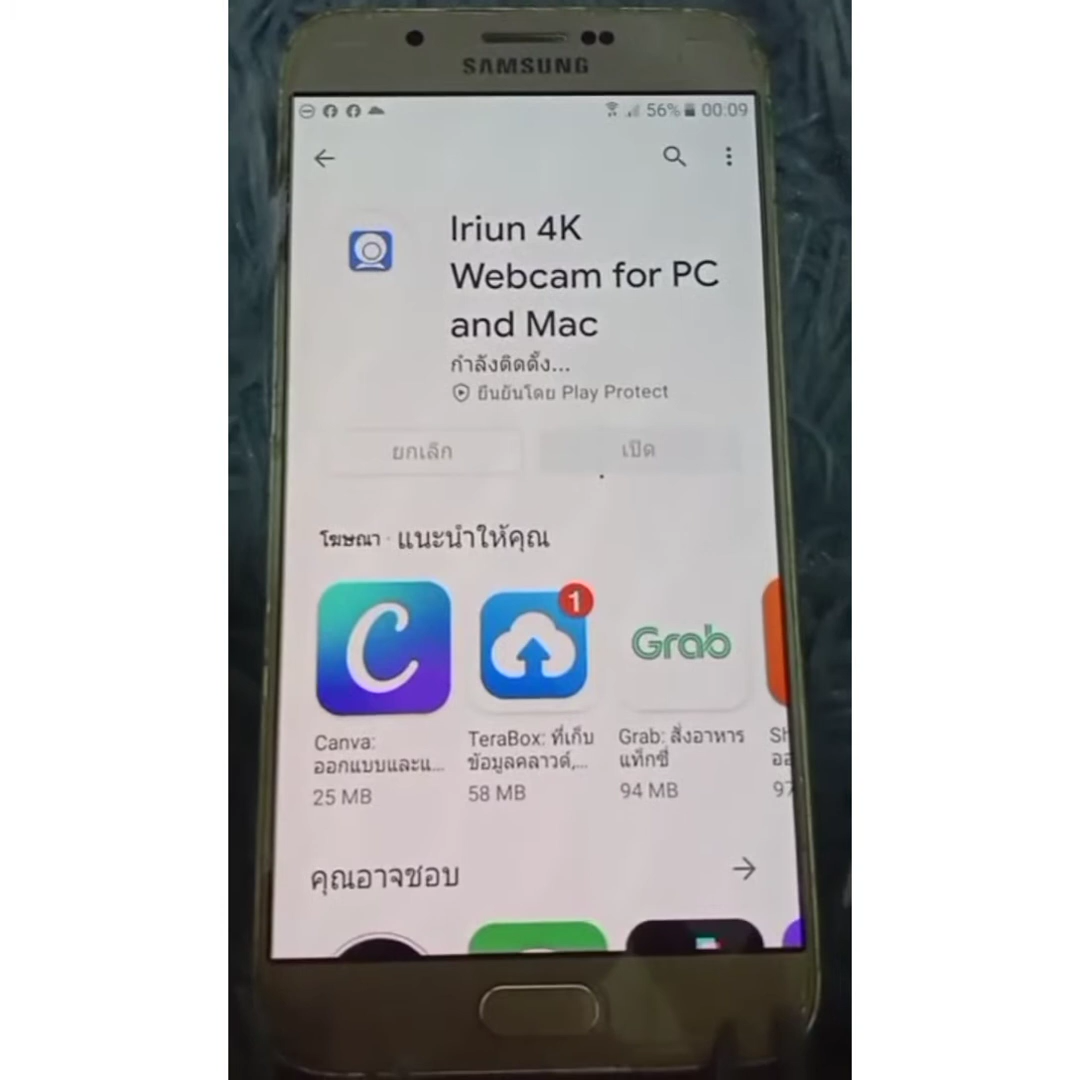 SAMSUNG
56% 00:09
Iriun 4K
Webcam for PC
and Mac
กำลังติดตั้ง...
ยืนยันโดย Play Protect
ยกเลิก เปิด
โฆษณา · แนะนำให้คุณ
C
1
Grab
Canva:
ออกแบบและแ...
25 MB
TeraBox: ที่เก็บ
ข้อมูลคลาวด์,...
58 MB
Grab: สั่งอาหาร
แท็กซี่
94 MB
Sh
ออ
97
คุณอาจชอบ